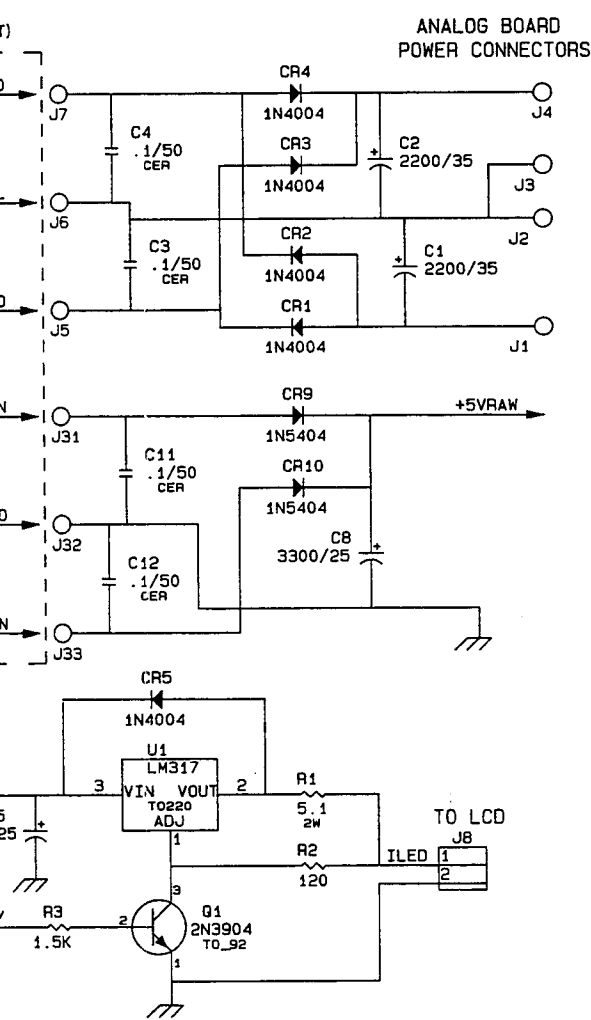 T)
ANALOG BOARD
POWER CONNECTORS
CR4
J7
1N4004
J4
C4
.1/50
CER
CR3
1N4004
C2
2200/35
J3
J6
J2
CR2
1N4004
C3
.1/50
CER
C1
2200/35
CR1
J5
1N4004
J1
N
CR9
+5VRAW
J31
1N5404
C11
.1/50
CER
CR10
1N5404
J32
C8
3300/25
C12
.1/50
CER
N
J33
CR5
1N4004
U1
LM317
3
VIN
VOUT
2
TO220
ADJ
1
R1
5.1
2W
25
TO LCD
J8
R2
120
ILED
1
2
3
Q1
2N3904
TO_92
R3
1.5K
2
1